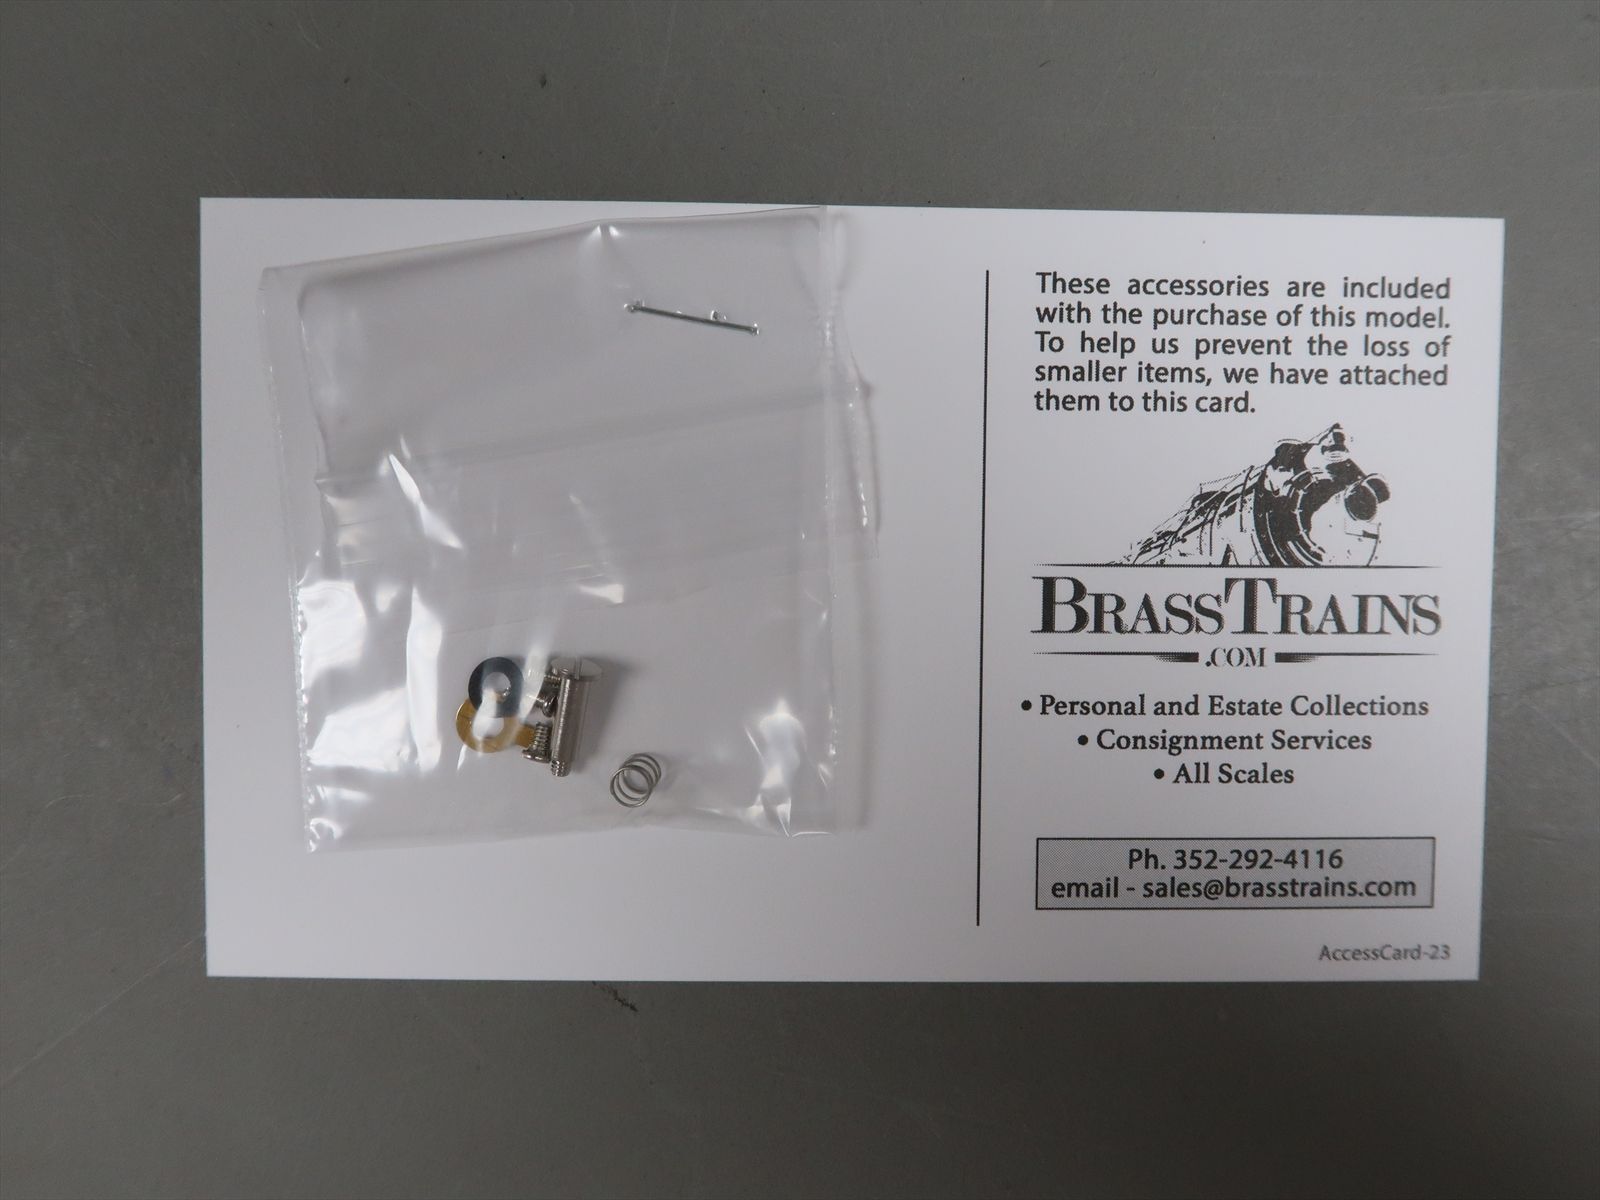 These accessories are included
with the purchase of this model.
To help us prevent the loss of
smaller items, we have attached
them to this card.
BRASSTRAINS
.COM
• Personal and Estate Collections
• Consignment Services
• All Scales
Ph. 352-292-4116
email - sales@brasstrains.com
AccessCard-23